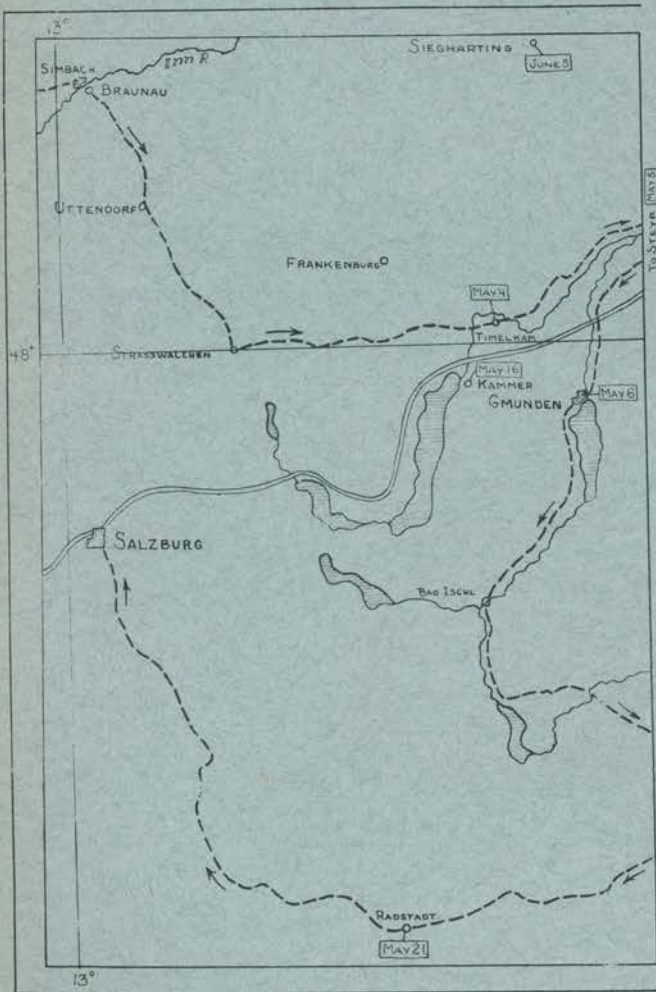 13°
SIEGHARTING
JUNE 5
SIMBACH
INN R.
BRAUNAU
UTTENDORF
FRANKENBURG
TO STEYR MAY 5
MAY 4
TIMELKAM
48°
STRASSWALCHEN
MAY 16
KAMMER
GMUNDEN
MAY 6
SALZBURG
BAD ISCHL
RADSTADT
MAY 21
13°